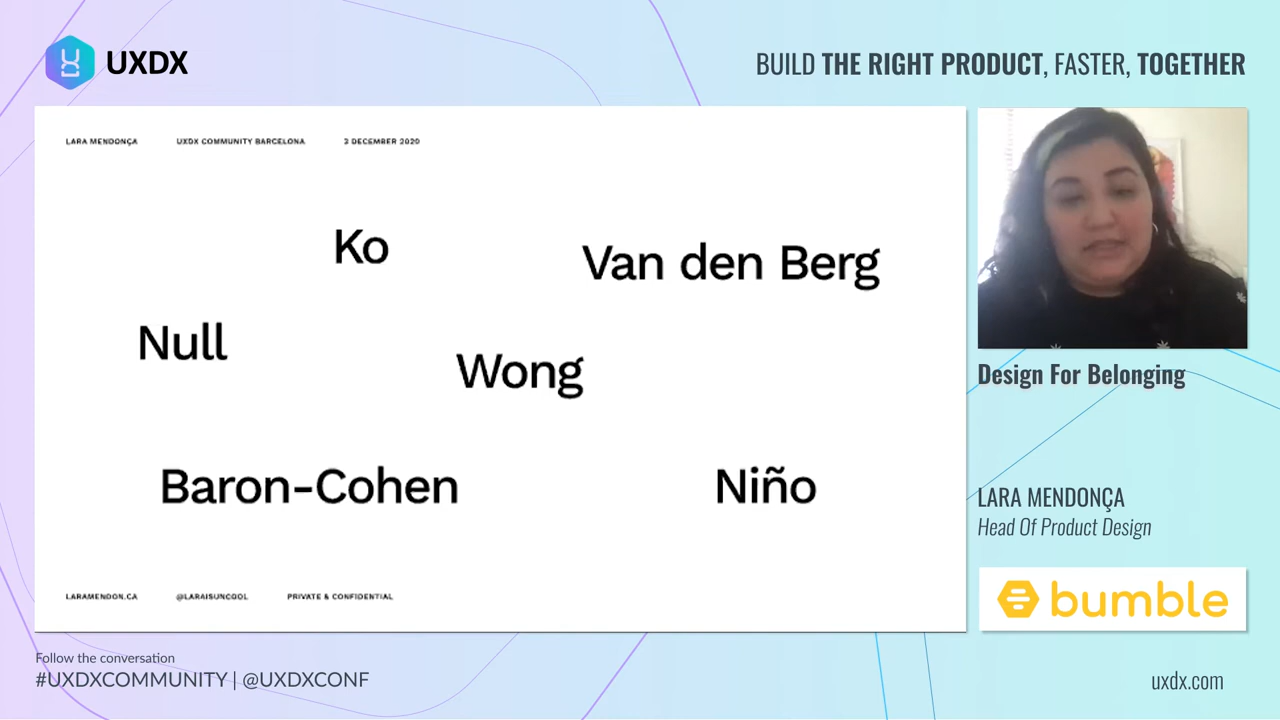 UXDX
BUILD THE RIGHT PRODUCT, FASTER, TOGETHER
LARA MENDONÇA UXDX COMMUNITY BARCELONA 3 DECEMBER 2020
Ko
Van den Berg
Null
Wong
Baron-Cohen
Niño
LARAMENDON.CA @LARAISUNCOOL PRIVATE & CONFIDENTIAL
Design For Belonging
LARA MENDONÇA
Head Of Product Design
bumble
Follow the conversation
#UXDXCOMMUNITY | @UXDXCONF
uxdx.com